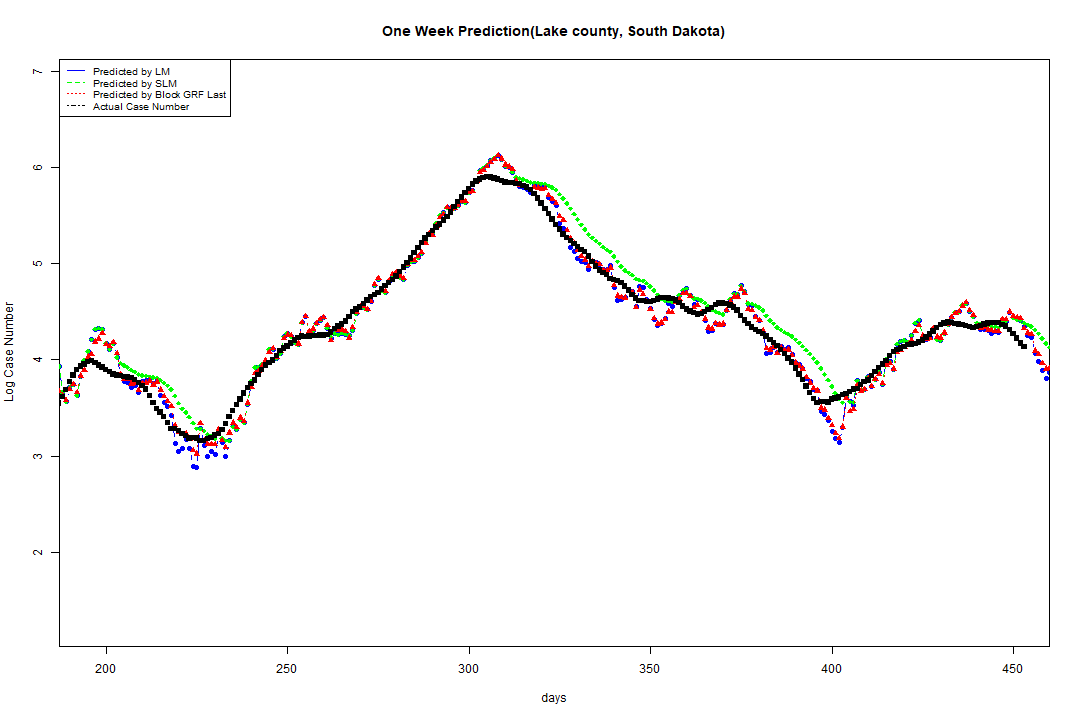 One Week Prediction(Lake county, South Dakota)
Predicted by LM
Predicted by SLM
Predicted by Block GRF Last
Actual Case Number
7
6
5
4
3
2
Log Case Number
200 250 300 350 400 450
days